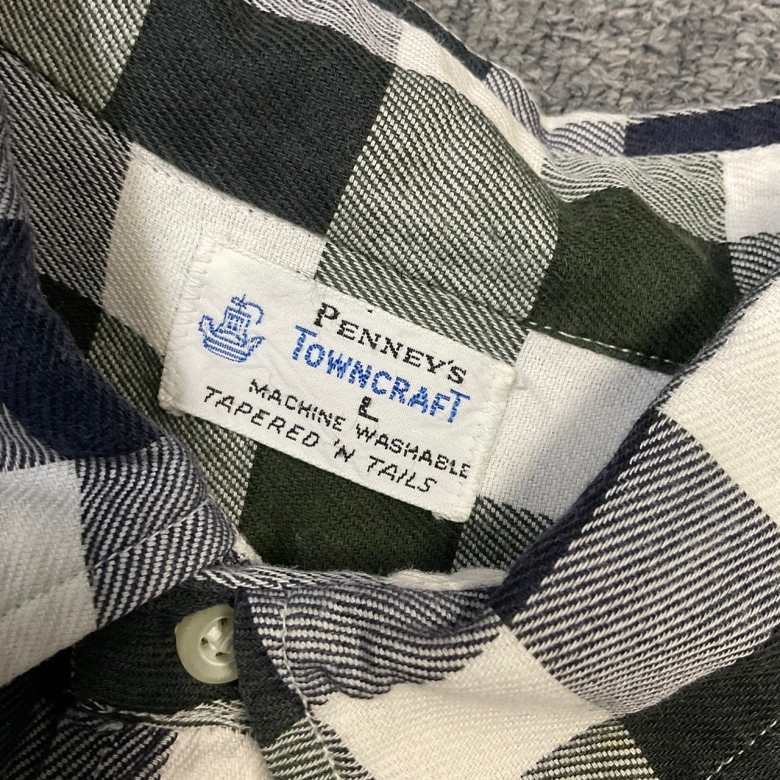 PENNEY'S
TOWNCRAFT
L
MACHINE WASHABLE
TAPERED 'N TAILS